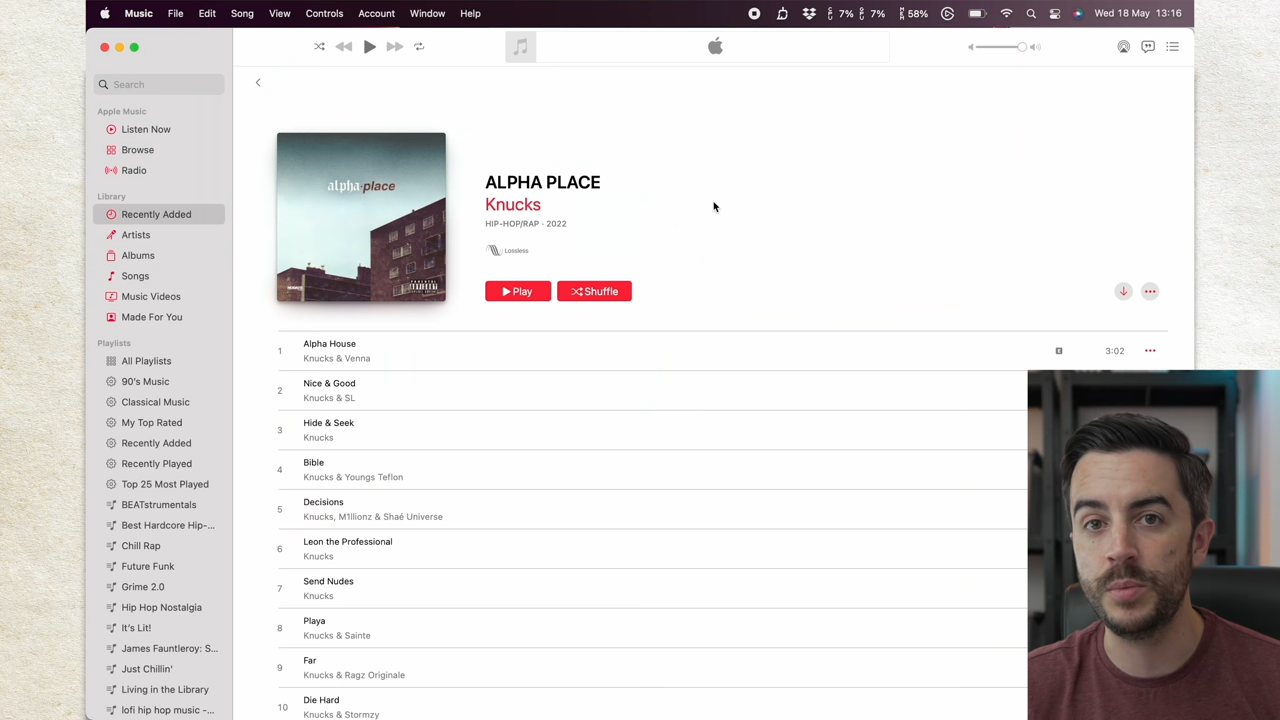 Music File Edit Song View Controls Account Window Help 7% 7% 58% Wed 18 May 13:16
Search
Apple Music
Listen Now
Browse
Radio
Library
Recently Added
Artists
Albums
Songs
Music Videos
Made For You
Playlists
All Playlists
90's Music
Classical Music
My Top Rated
Recently Added
Recently Played
Top 25 Most Played
BEATstrumentals
Best Hardcore Hip-...
Chill Rap
Future Funk
Grime 2.0
Hip Hop Nostalgia
It's Lit!
James Fauntleroy: S...
Just Chillin'
Living in the Library
lofi hip hop music -...
alpha place
ALPHA PLACE
Knucks
HIP-HOP/RAP · 2022
Lossless
Play Shuffle
1 Alpha House E 3:02
Knucks & Venna
2 Nice & Good
Knucks & SL
3 Hide & Seek
Knucks
4 Bible
Knucks & Youngs Teflon
5 Decisions
Knucks, M1llionz & Shaé Universe
6 Leon the Professional
Knucks
7 Send Nudes
Knucks
8 Playa
Knucks & Sainte
9 Far
Knucks & Ragz Originale
10 Die Hard
Knucks & Stormzy